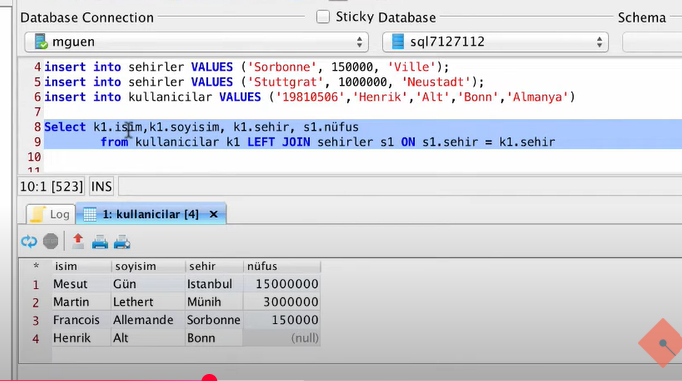 Database Connection Sticky Database Schema
mguen sql7127112
4 insert into sehirler VALUES ('Sorbonne', 150000, 'Ville');
5 insert into sehirler VALUES ('Stuttgrat', 1000000, 'Neustadt');
6 insert into kullanicilar VALUES ('19810506','Henrik','Alt','Bonn','Almanya')
7
8 Select k1.isim,k1.soyisim, k1.sehir, s1.nüfus
9 from kullanicilar k1 LEFT JOIN sehirler s1 ON s1.sehir = k1.sehir
10
11
10:1 [523] INS
Log 1: kullanicilar [4]
* isim soyisim sehir nüfus
1 Mesut Gün Istanbul 15000000
2 Martin Lethert Münih 3000000
3 Francois Allemande Sorbonne 150000
4 Henrik Alt Bonn (null)